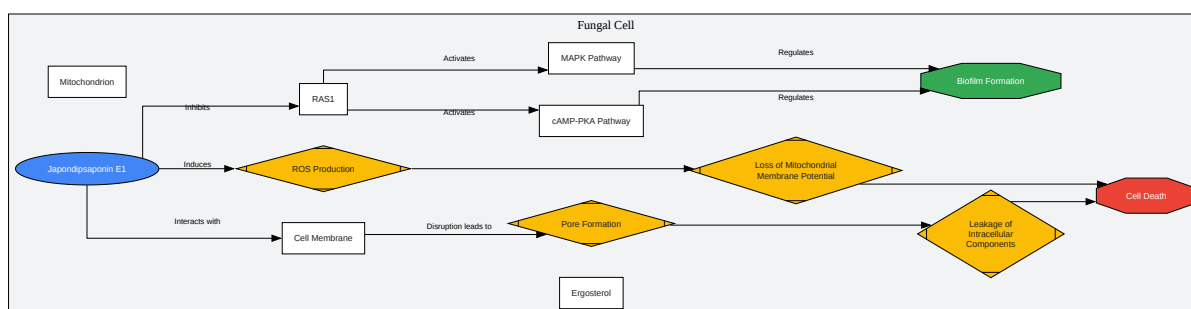 Fungal Cell
Mitochondrion
Inhibits
RAS1
Activates
Activates
MAPK Pathway
cAMP-PKA Pathway
Regulates
Regulates
Biofilm Formation
Japondipsaponin E1
Induces
ROS Production
Loss of Mitochondrial
Membrane Potential
Cell Death
Interacts with
Cell Membrane
Disruption leads to
Pore Formation
Leakage of
Intracellular
Components
Ergosterol